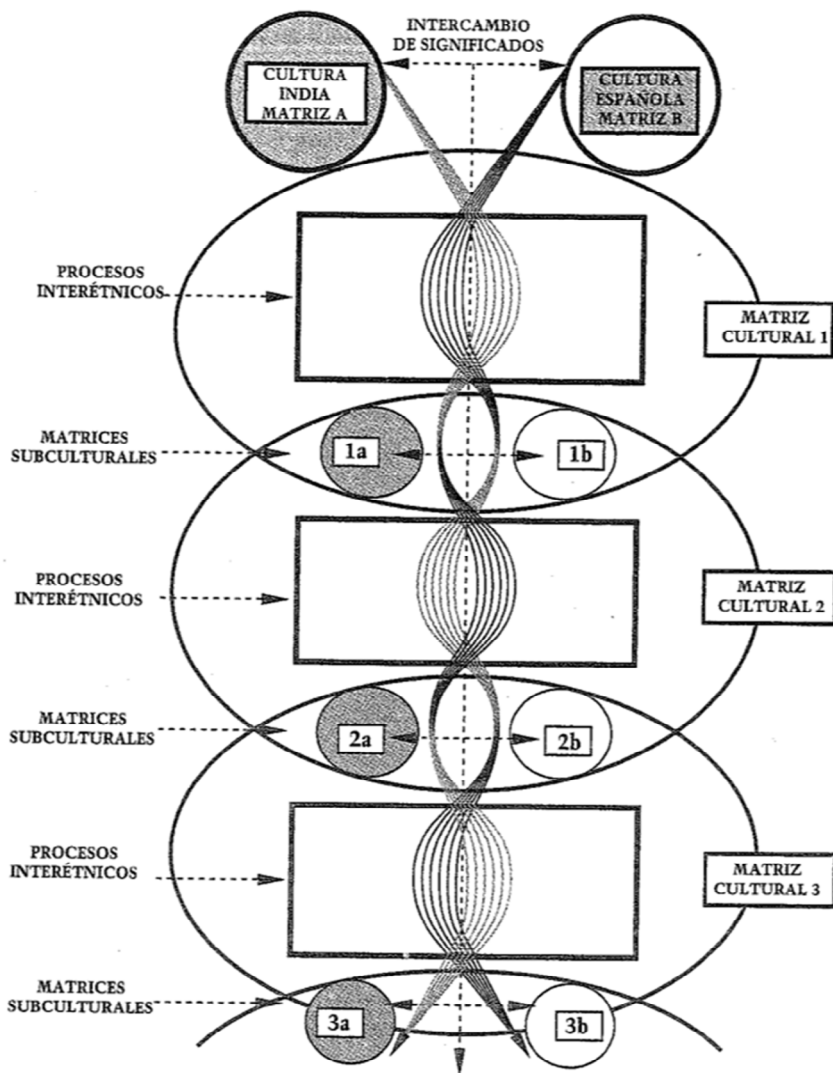 INTERCAMBIO
DE SIGNIFICADOS
CULTURA
INDIA
MATRIZ A
CULTURA
ESPAÑOLA
MATRIZ B
PROCESOS
INTERÉTNICOS
MATRIZ
CULTURAL 1
MATRICES
SUBCULTURALES
1a
1b
PROCESOS
INTERÉTNICOS
MATRIZ
CULTURAL 2
MATRICES
SUBCULTURALES
2a
2b
PROCESOS
INTERÉTNICOS
MATRIZ
CULTURAL 3
MATRICES
SUBCULTURALES
3a
3b